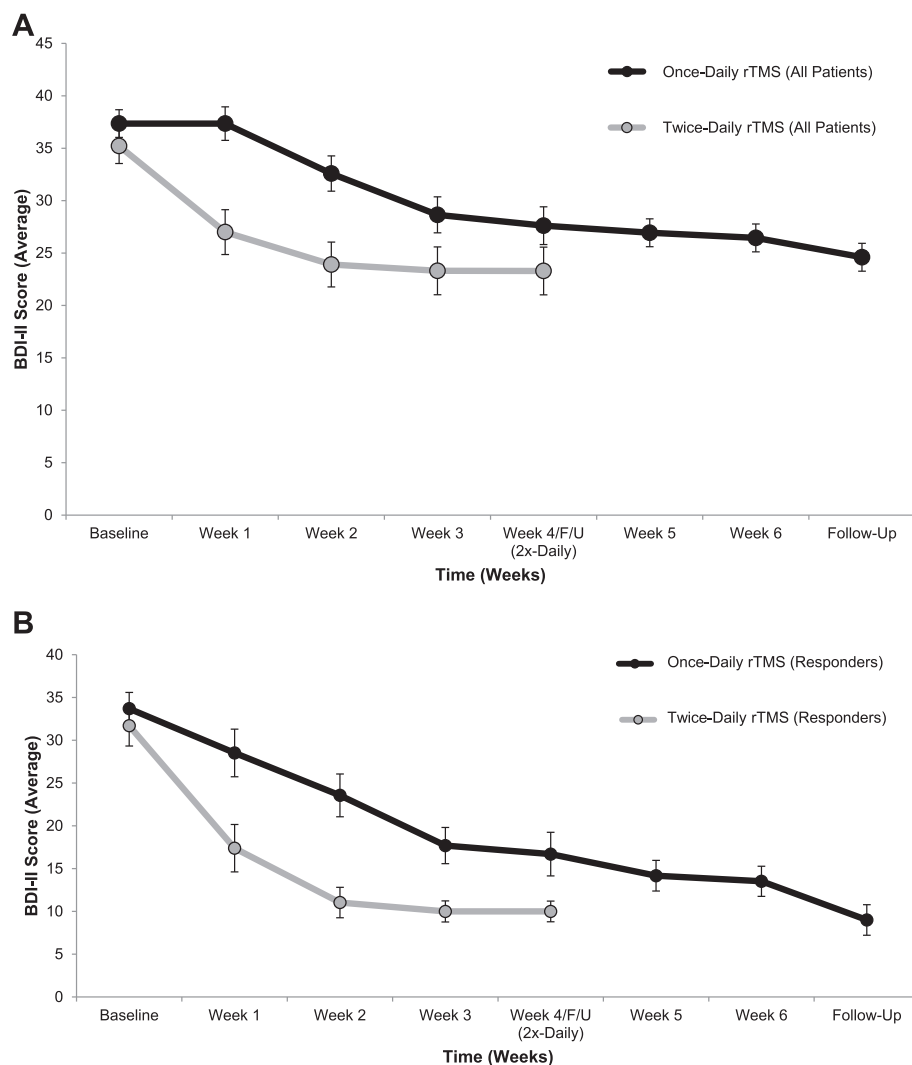 A
45
40
35
30
25
20
15
10
5
0
BDI-II Score (Average)
Once-Daily rTMS (All Patients)
Twice-Daily rTMS (All Patients)
Baseline Week 1 Week 2 Week 3 Week 4/F/U Week 5 Week 6 Follow-Up
(2x-Daily)
Time (Weeks)
B
40
35
30
25
20
15
10
5
0
BDI-II Score (Average)
Once-Daily rTMS (Responders)
Twice-Daily rTMS (Responders)
Baseline Week 1 Week 2 Week 3 Week 4/F/U Week 5 Week 6 Follow-Up
(2x-Daily)
Time (Weeks)